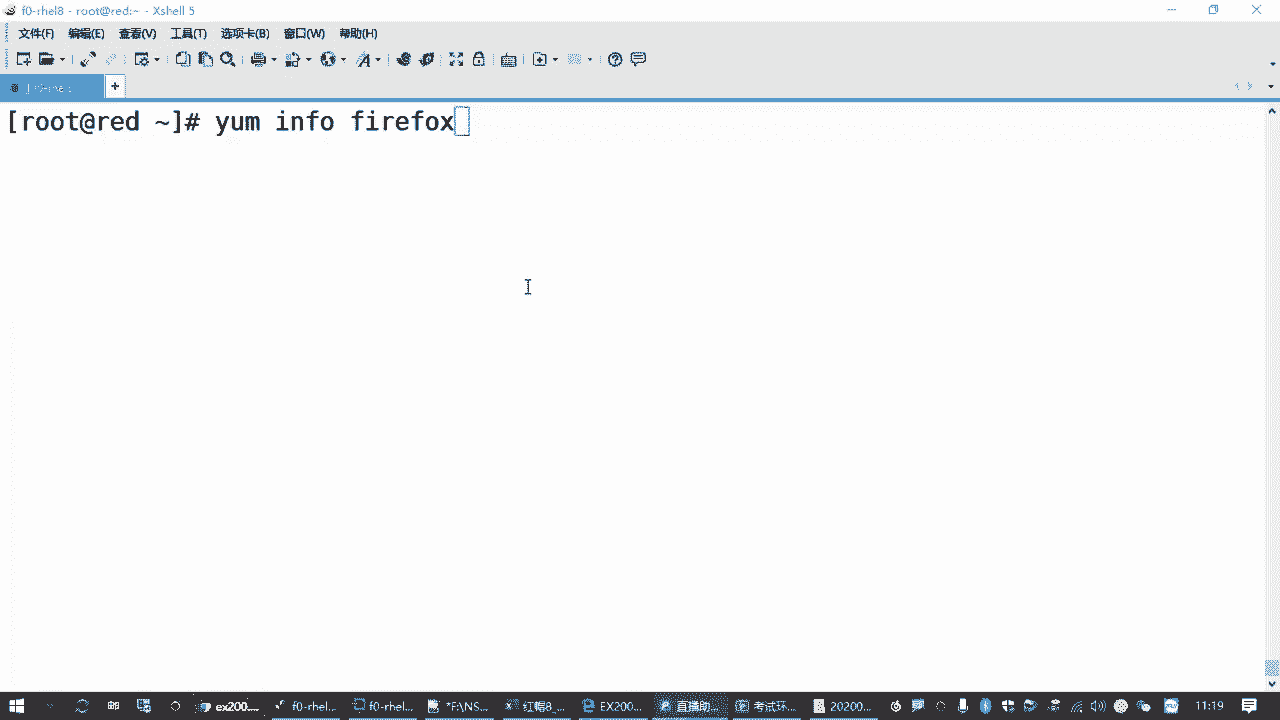 f0-rhel8 - root@red:~ - Xshell 5
文件(F) 编辑(E) 查看(V) 工具(T) 选项卡(B) 窗口(W) 帮助(H)
[root@red ~]# yum info firefox
ex200.... f0-rhel... f0-rhel... *F:\NS... 红帽8_... EX200... 直播助... 考试环... 20200... 11:19